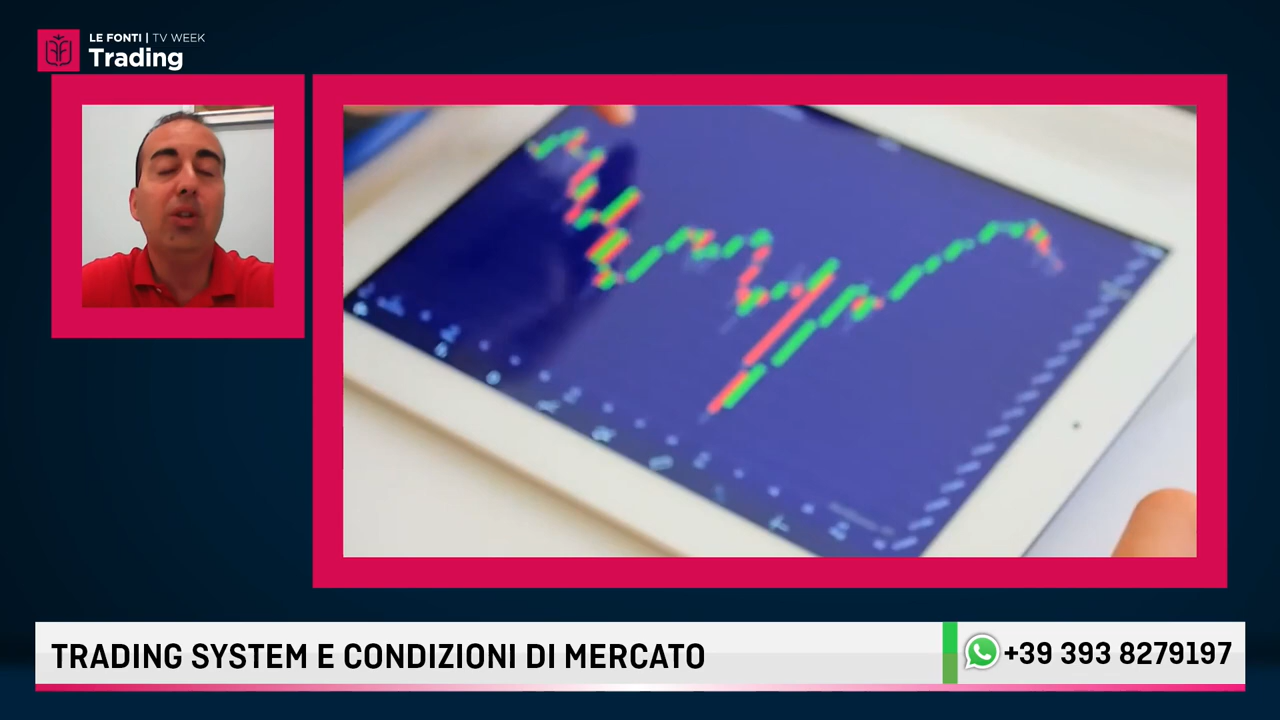 LE FONTI | TV WEEK
Trading
TRADING SYSTEM E CONDIZIONI DI MERCATO
+39 393 8279197